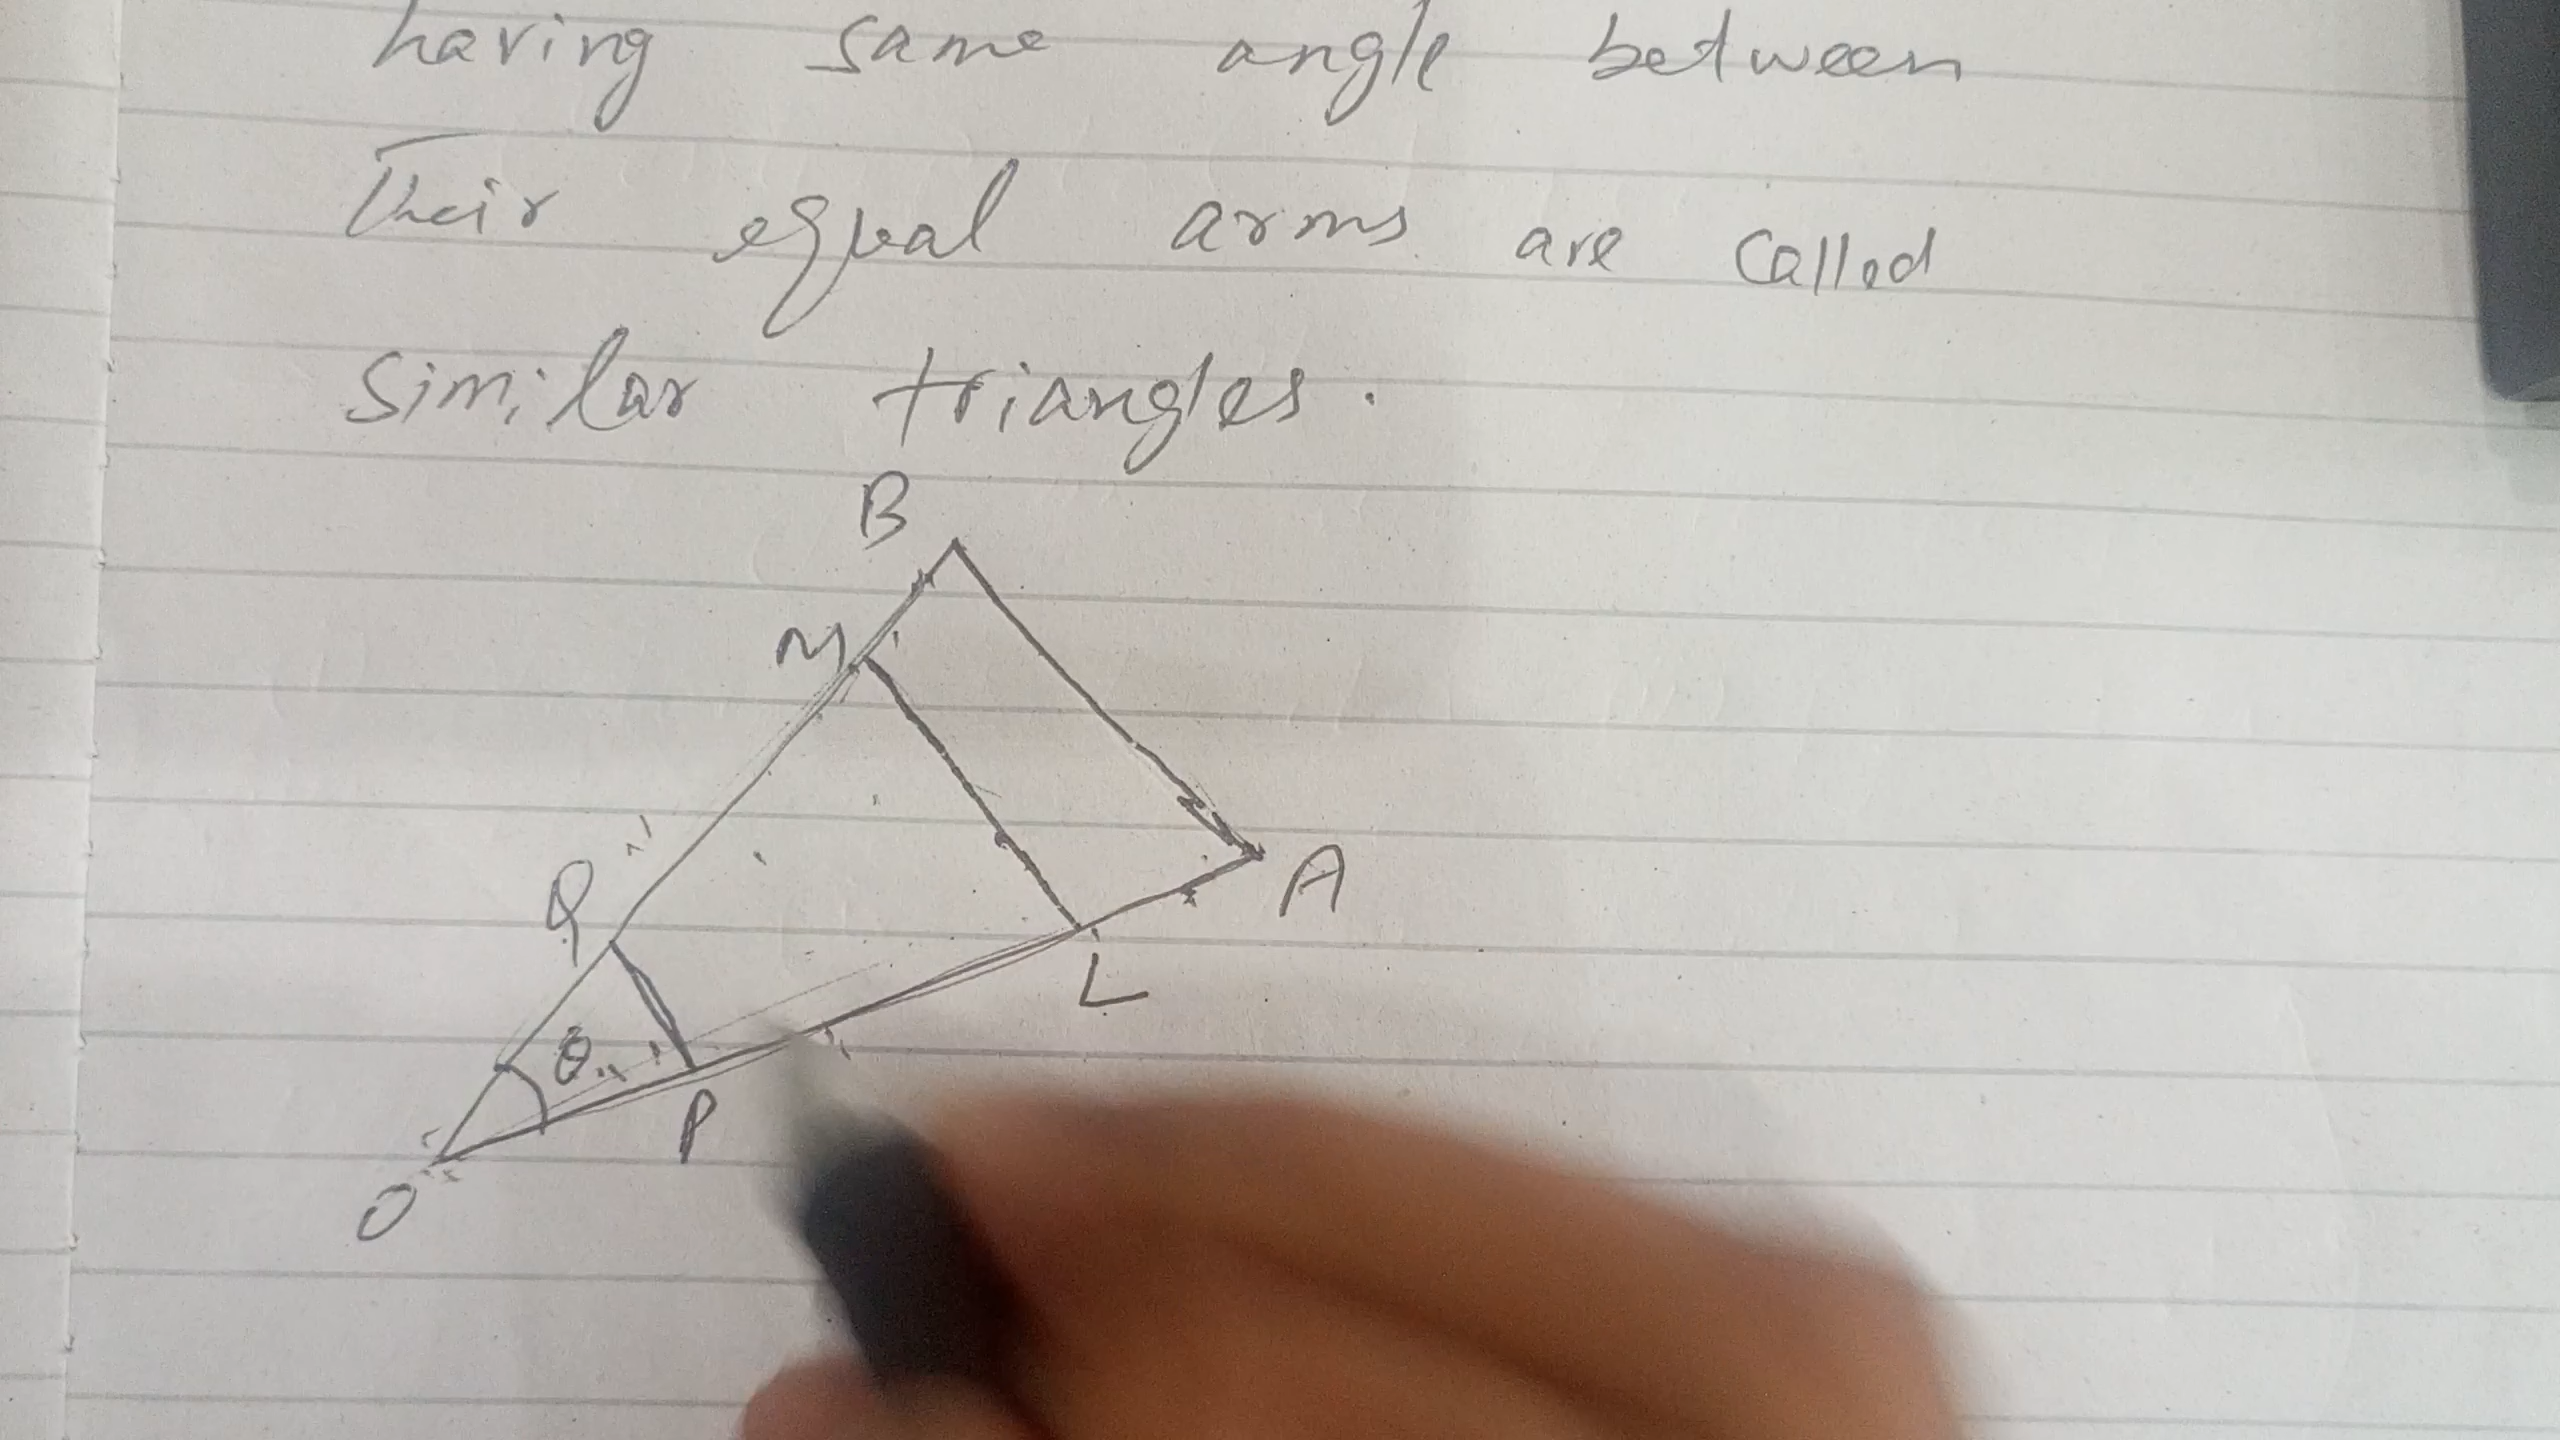 having same angle between
Their equal arms are called
Similar triangles.
B
M
Q
A
L
θ
P
O